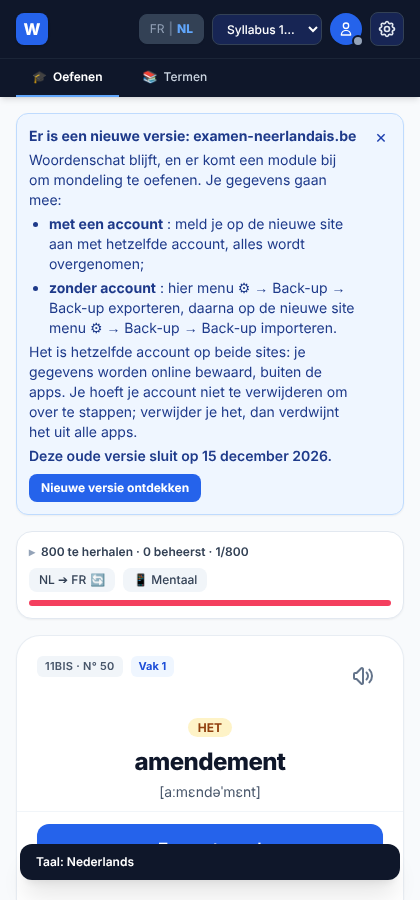 W
FR | NL
Syllabus 1...
🎓 Oefenen
📚 Termen
Er is een nieuwe versie: examen-neerlandais.be
×
Woordenschat blijft, en er komt een module bij
om mondeling te oefenen. Je gegevens gaan
mee:
• met een account : meld je op de nieuwe site
aan met hetzelfde account, alles wordt
overgenomen;
• zonder account : hier menu ⚙ → Back-up →
Back-up exporteren, daarna op de nieuwe site
menu ⚙ → Back-up → Back-up importeren.
Het is hetzelfde account op beide sites: je
gegevens worden online bewaard, buiten de
apps. Je hoeft je account niet te verwijderen om
over te stappen; verwijder je het, dan verdwijnt
het uit alle apps.
Deze oude versie sluit op 15 december 2026.
Nieuwe versie ontdekken
▸ 800 te herhalen · 0 beheerst · 1/800
NL → FR 🔄
📱 Mentaal
11BIS · N° 50
Vak 1
HET
amendement
[aːmɛndəˈmɛnt]
Taal: Nederlands